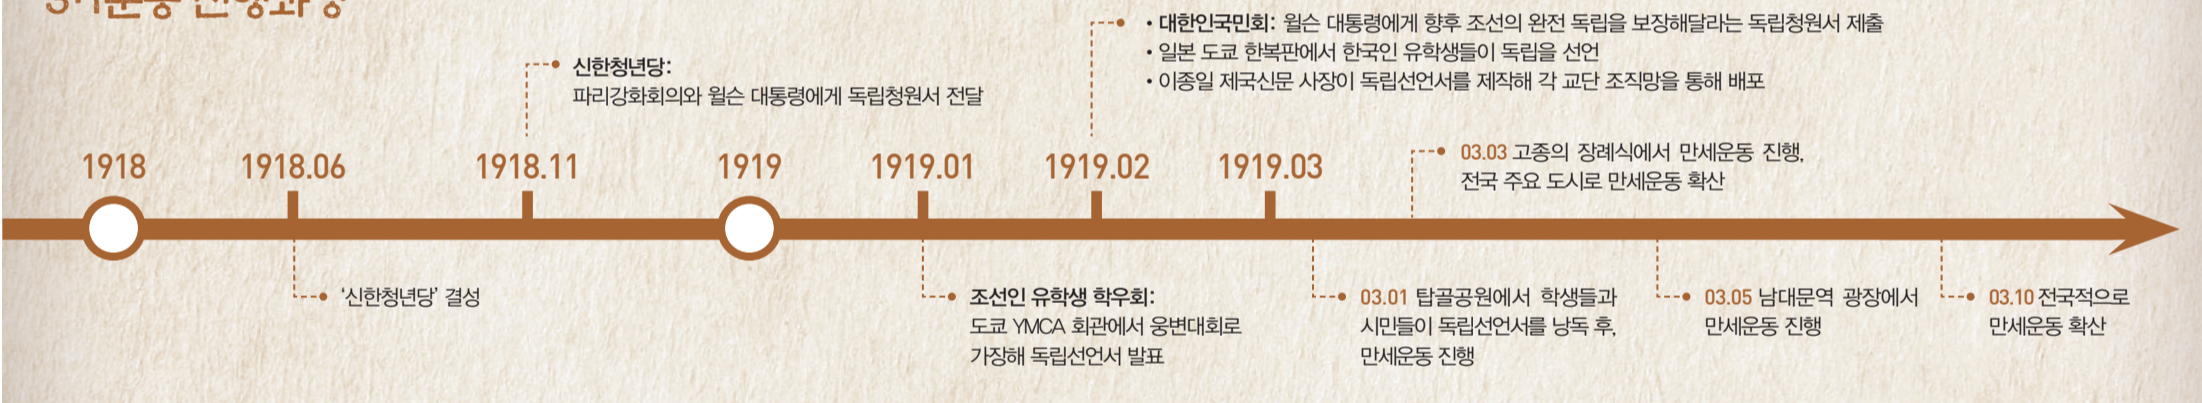 • 대한인국민회: 윌슨 대통령에게 향후 조선의 완전 독립을 보장해달라는 독립청원서 제출
• 일본 도쿄 한복판에서 한국인 유학생들이 독립을 선언
• 이종일 제국신문 사장이 독립선언서를 제작해 각 교단 조직망을 통해 배포
신한청년당:
파리강화회의와 윌슨 대통령에게 독립청원서 전달
03.03 고종의 장례식에서 만세운동 진행,
전국 주요 도시로 만세운동 확산
1918
1918.06
1918.11
1919
1919.01
1919.02
1919.03
‘신한청년당’ 결성
조선인 유학생 학우회:
도쿄 YMCA 회관에서 웅변대회로
가장해 독립선언서 발표
03.01 탑골공원에서 학생들과
시민들이 독립선언서를 낭독 후,
만세운동 진행
03.05 남대문역 광장에서
만세운동 진행
03.10 전국적으로
만세운동 확산